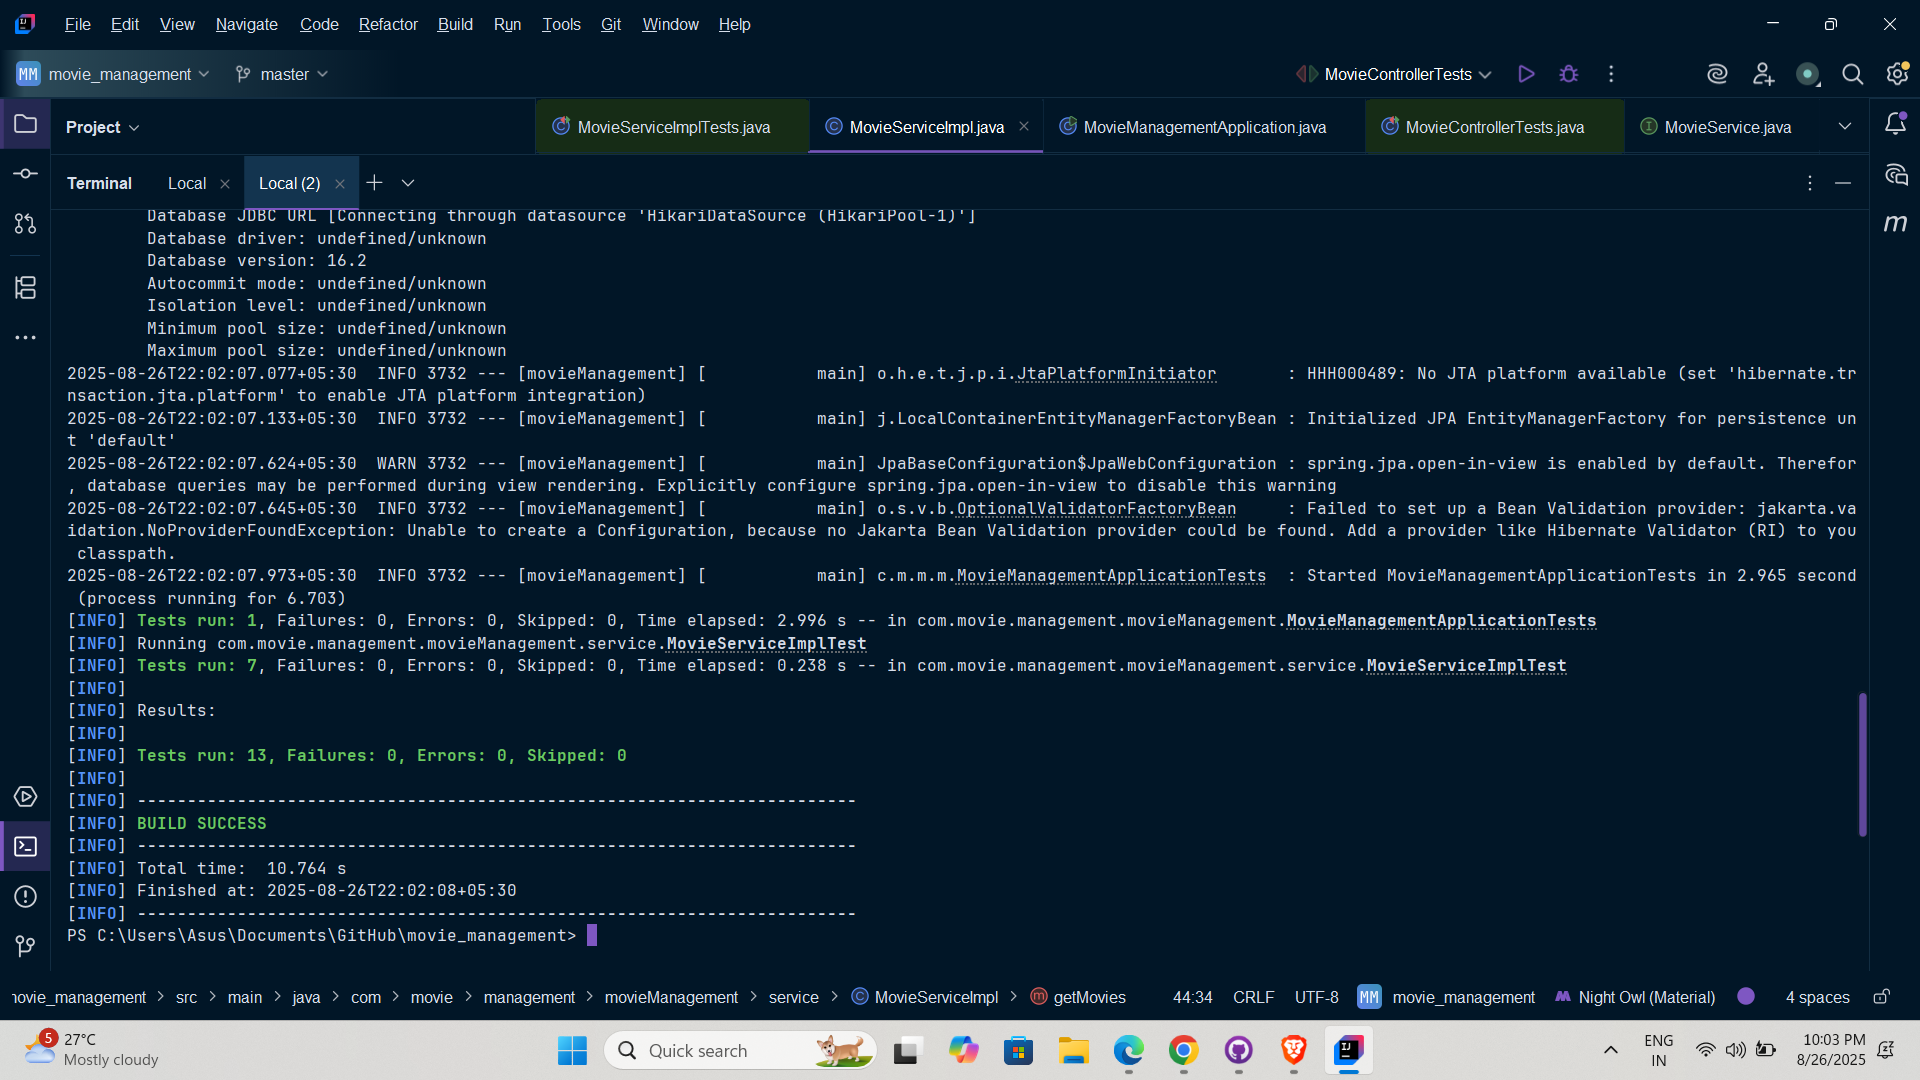 File Edit View Navigate Code Refactor Build Run Tools Git Window Help
MM movie_management master MovieControllerTests
Project MovieServiceImplTests.java MovieServiceImpl.java MovieManagementApplication.java MovieControllerTests.java MovieService.java
Terminal Local Local (2)
Database JDBC URL [Connecting through datasource 'HikariDataSource (HikariPool-1)']
Database driver: undefined/unknown
Database version: 16.2
Autocommit mode: undefined/unknown
Isolation level: undefined/unknown
Minimum pool size: undefined/unknown
Maximum pool size: undefined/unknown
2025-08-26T22:02:07.077+05:30  INFO 3732 --- [movieManagement] [           main] o.h.e.t.j.p.i.JtaPlatformInitiator       : HHH000489: No JTA platform available (set 'hibernate.tr
nsaction.jta.platform' to enable JTA platform integration)
2025-08-26T22:02:07.133+05:30  INFO 3732 --- [movieManagement] [           main] j.LocalContainerEntityManagerFactoryBean : Initialized JPA EntityManagerFactory for persistence un
t 'default'
2025-08-26T22:02:07.624+05:30  WARN 3732 --- [movieManagement] [           main] JpaBaseConfiguration$JpaWebConfiguration : spring.jpa.open-in-view is enabled by default. Therefor
, database queries may be performed during view rendering. Explicitly configure spring.jpa.open-in-view to disable this warning
2025-08-26T22:02:07.645+05:30  INFO 3732 --- [movieManagement] [           main] o.s.v.b.OptionalValidatorFactoryBean     : Failed to set up a Bean Validation provider: jakarta.va
idation.NoProviderFoundException: Unable to create a Configuration, because no Jakarta Bean Validation provider could be found. Add a provider like Hibernate Validator (RI) to you
classpath.
2025-08-26T22:02:07.973+05:30  INFO 3732 --- [movieManagement] [           main] c.m.m.m.MovieManagementApplicationTests  : Started MovieManagementApplicationTests in 2.965 second
(process running for 6.703)
[INFO] Tests run: 1, Failures: 0, Errors: 0, Skipped: 0, Time elapsed: 2.996 s -- in com.movie.management.movieManagement.MovieManagementApplicationTests
[INFO] Running com.movie.management.movieManagement.service.MovieServiceImplTest
[INFO] Tests run: 7, Failures: 0, Errors: 0, Skipped: 0, Time elapsed: 0.238 s -- in com.movie.management.movieManagement.service.MovieServiceImplTest
[INFO]
[INFO] Results:
[INFO]
[INFO] Tests run: 13, Failures: 0, Errors: 0, Skipped: 0
[INFO]
[INFO] ------------------------------------------------------------------------
[INFO] BUILD SUCCESS
[INFO] ------------------------------------------------------------------------
[INFO] Total time:  10.764 s
[INFO] Finished at: 2025-08-26T22:02:08+05:30
[INFO] ------------------------------------------------------------------------
PS C:\Users\Asus\Documents\GitHub\movie_management>
movie_management > src > main > java > com > movie > management > movieManagement > service > MovieServiceImpl > getMovies 44:34 CRLF UTF-8 MM movie_management Night Owl (Material) 4 spaces
5 27°C Mostly cloudy Quick search ENG IN 10:03 PM 8/26/2025